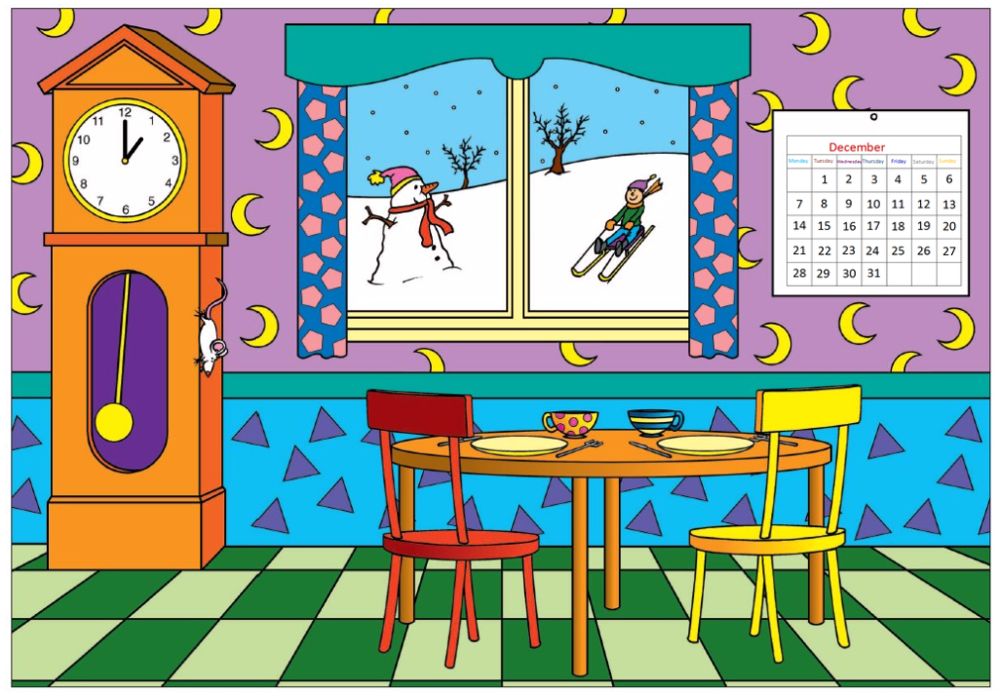 12
11 1
10 2
9 3
8 4
7 5
6
December
Monday Tuesday Wednesday Thursday Friday Saturday Sunday
1 2 3 4 5 6
7 8 9 10 11 12 13
14 15 16 17 18 19 20
21 22 23 24 25 26 27
28 29 30 31